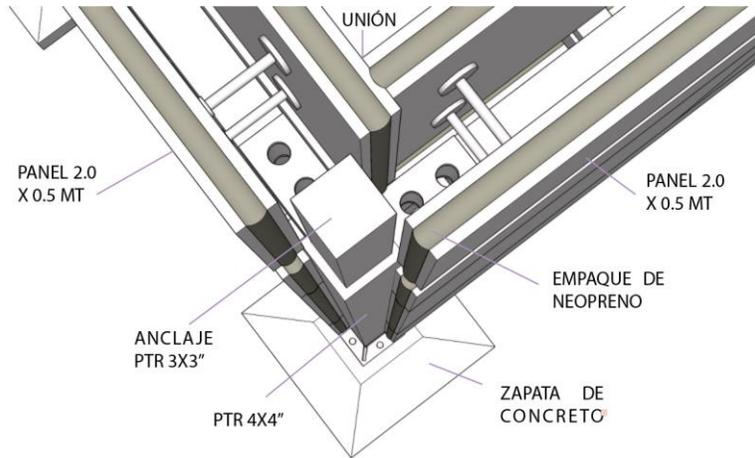 UNIÓN
PANEL 2.0
X 0.5 MT
PANEL 2.0
X 0.5 MT
EMPAQUE DE
NEOPRENO
ANCLAJE
PTR 3X3”
PTR 4X4”
ZAPATA DE
CONCRETO